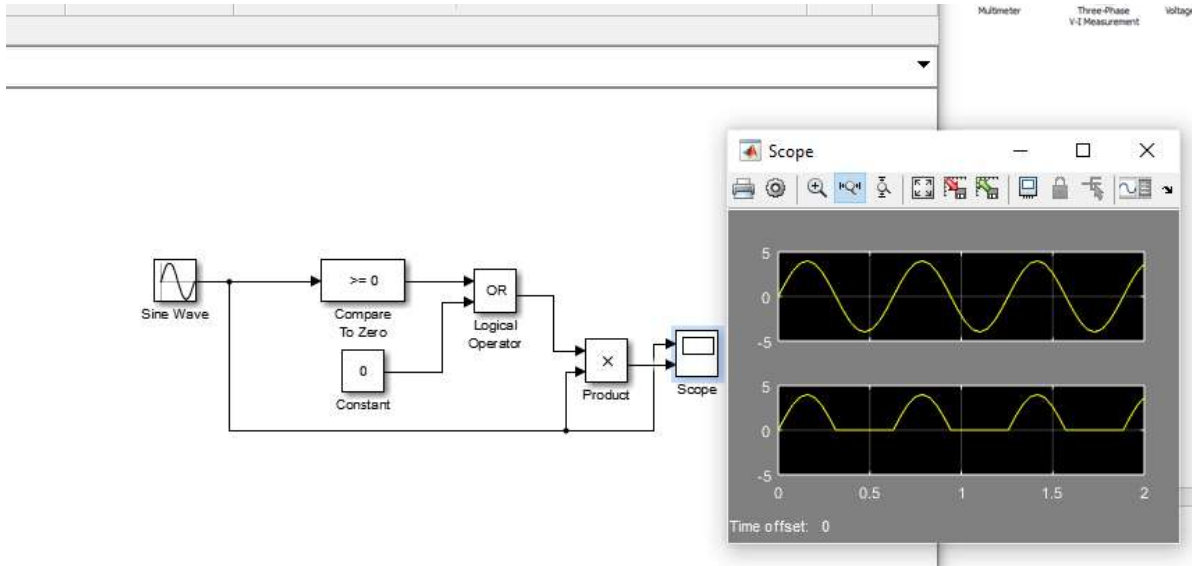 Multimeter
Three-Phase
V-I Measurement
Voltage
Scope
Sine Wave
>= 0
Compare
To Zero
0
Constant
OR
Logical
Operator
×
Product
Scope
5
0
-5
5
0
-5
0 0.5 1 1.5 2
Time offset: 0